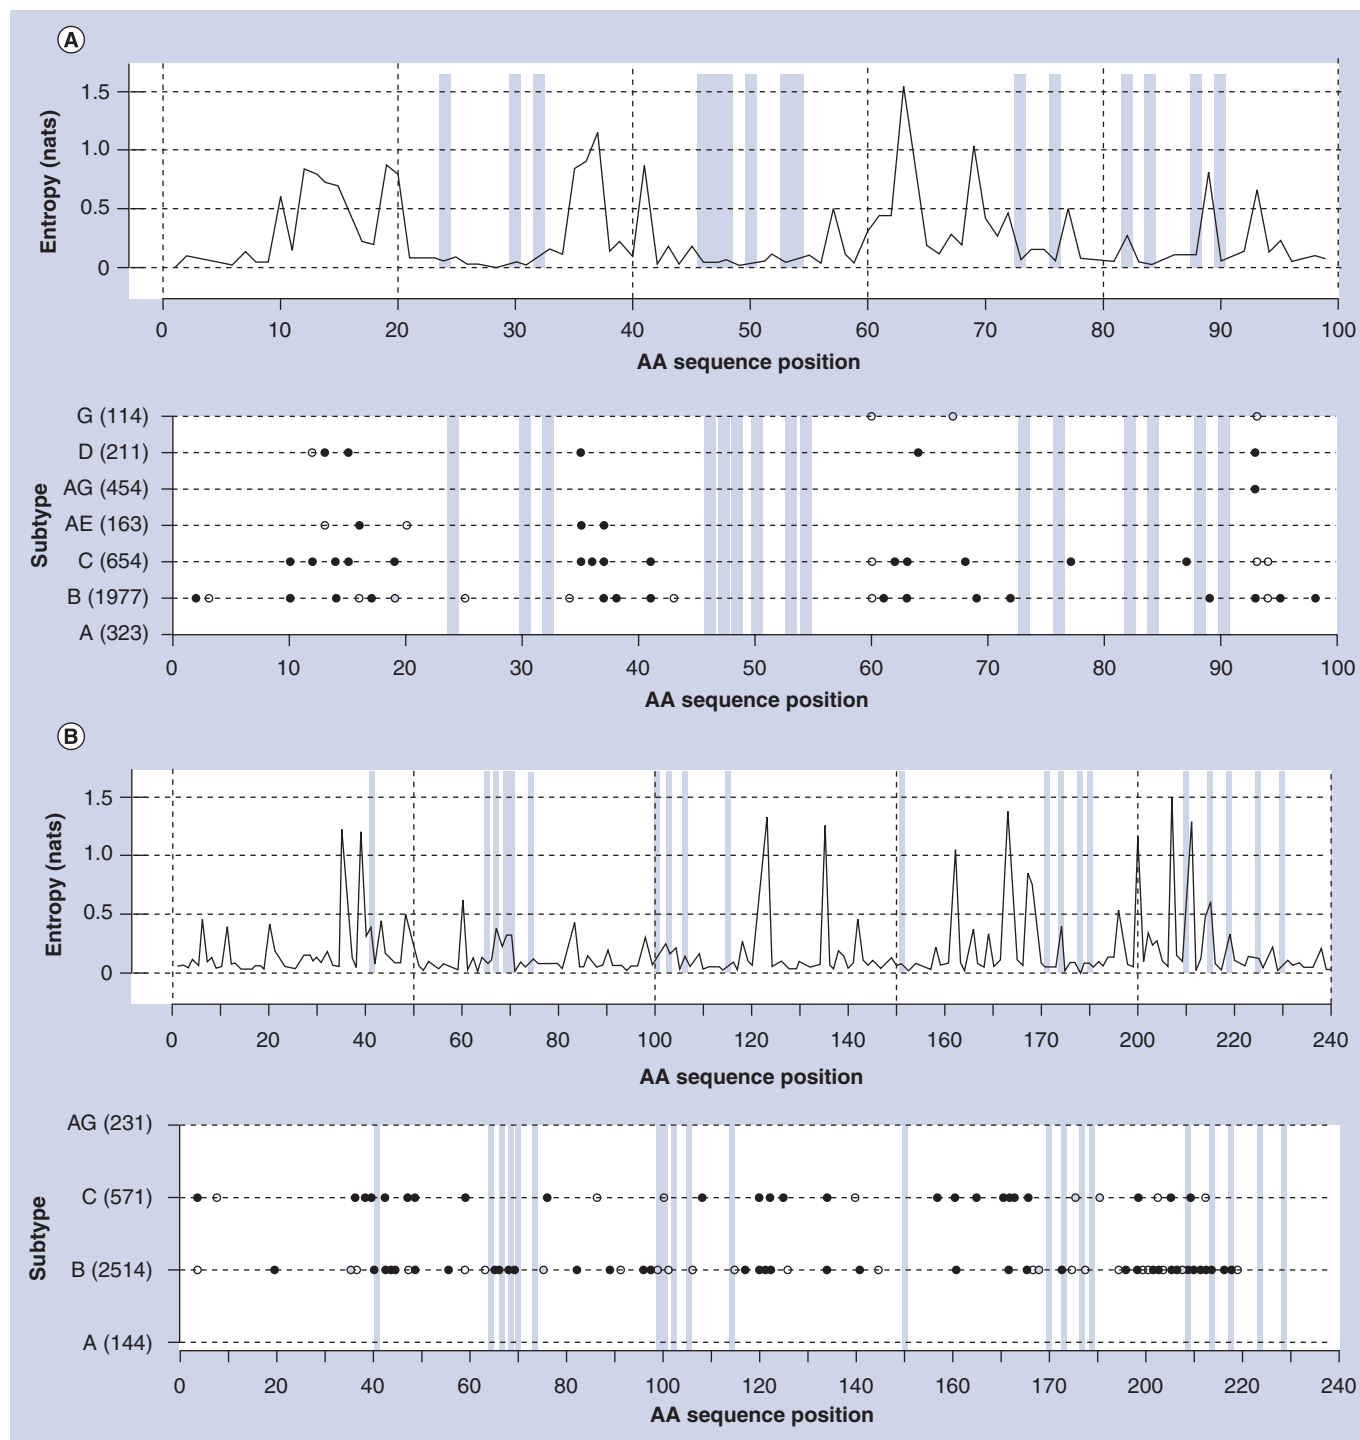 A
Entropy (nats)
1.5
1.0
0.5
0
0 10 20 30 40 50 60 70 80 90 100
AA sequence position
Subtype
G (114)
D (211)
AG (454)
AE (163)
C (654)
B (1977)
A (323)
0 10 20 30 40 50 60 70 80 90 100
AA sequence position
B
Entropy (nats)
1.5
1.0
0.5
0
0 20 40 60 80 100 120 140 160 170 200 220 240
AA sequence position
Subtype
AG (231)
C (571)
B (2514)
A (144)
0 20 40 60 80 100 120 140 160 170 200 220 240
AA sequence position